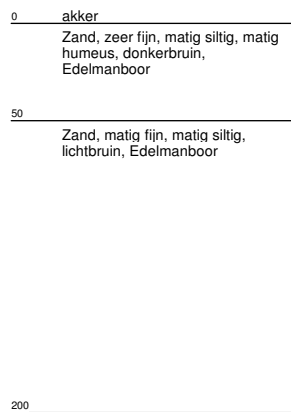 0 akker
Zand, zeer fijn, matig siltig, matig
humeus, donkerbruin,
Edelmanboor
50
Zand, matig fijn, matig siltig,
lichtbruin, Edelmanboor
200